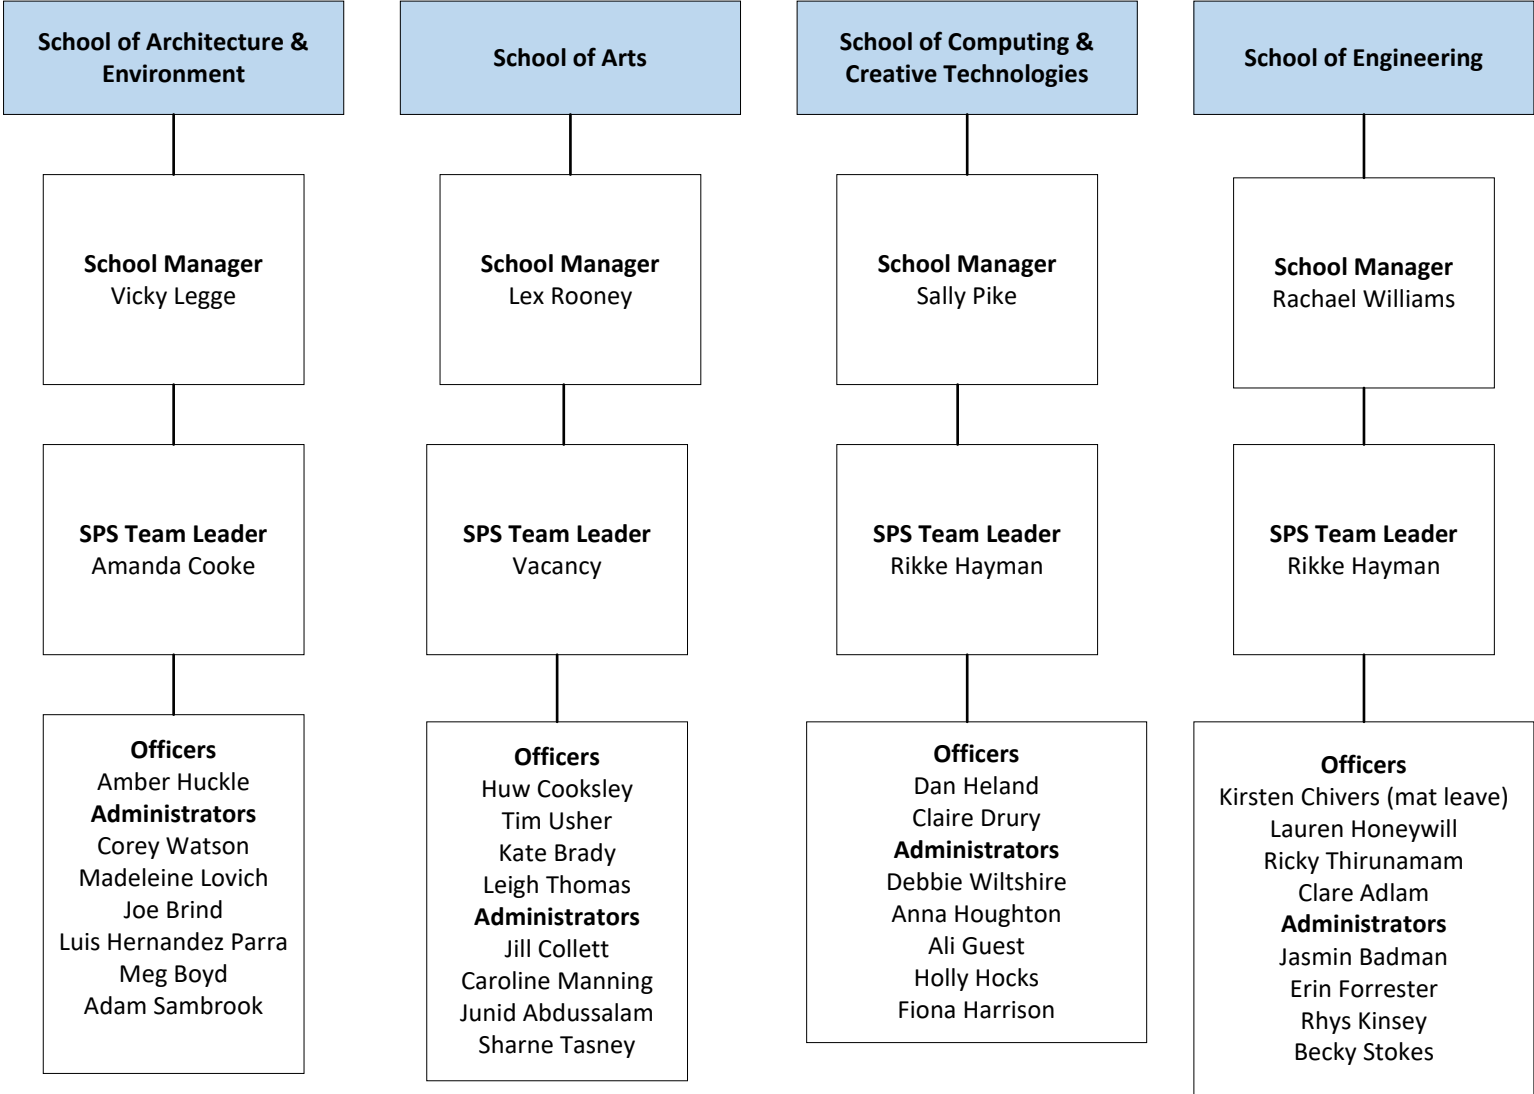 School of Architecture &
Environment
School Manager
Vicky Legge
SPS Team Leader
Amanda Cooke
Officers
Amber Huckle
Administrators
Corey Watson
Madeleine Lovich
Joe Brind
Luis Hernandez Parra
Meg Boyd
Adam Sambrook
School of Arts
School Manager
Lex Rooney
SPS Team Leader
Vacancy
Officers
Huw Cooksley
Tim Usher
Kate Brady
Leigh Thomas
Administrators
Jill Collett
Caroline Manning
Junid Abdussalam
Sharne Tasney
School of Computing &
Creative Technologies
School Manager
Sally Pike
SPS Team Leader
Rikke Hayman
Officers
Dan Heland
Claire Drury
Administrators
Debbie Wiltshire
Anna Houghton
Ali Guest
Holly Hocks
Fiona Harrison
School of Engineering
School Manager
Rachael Williams
SPS Team Leader
Rikke Hayman
Officers
Kirsten Chivers (mat leave)
Lauren Honeywill
Ricky Thirunamam
Clare Adlam
Administrators
Jasmin Badman
Erin Forrester
Rhys Kinsey
Becky Stokes